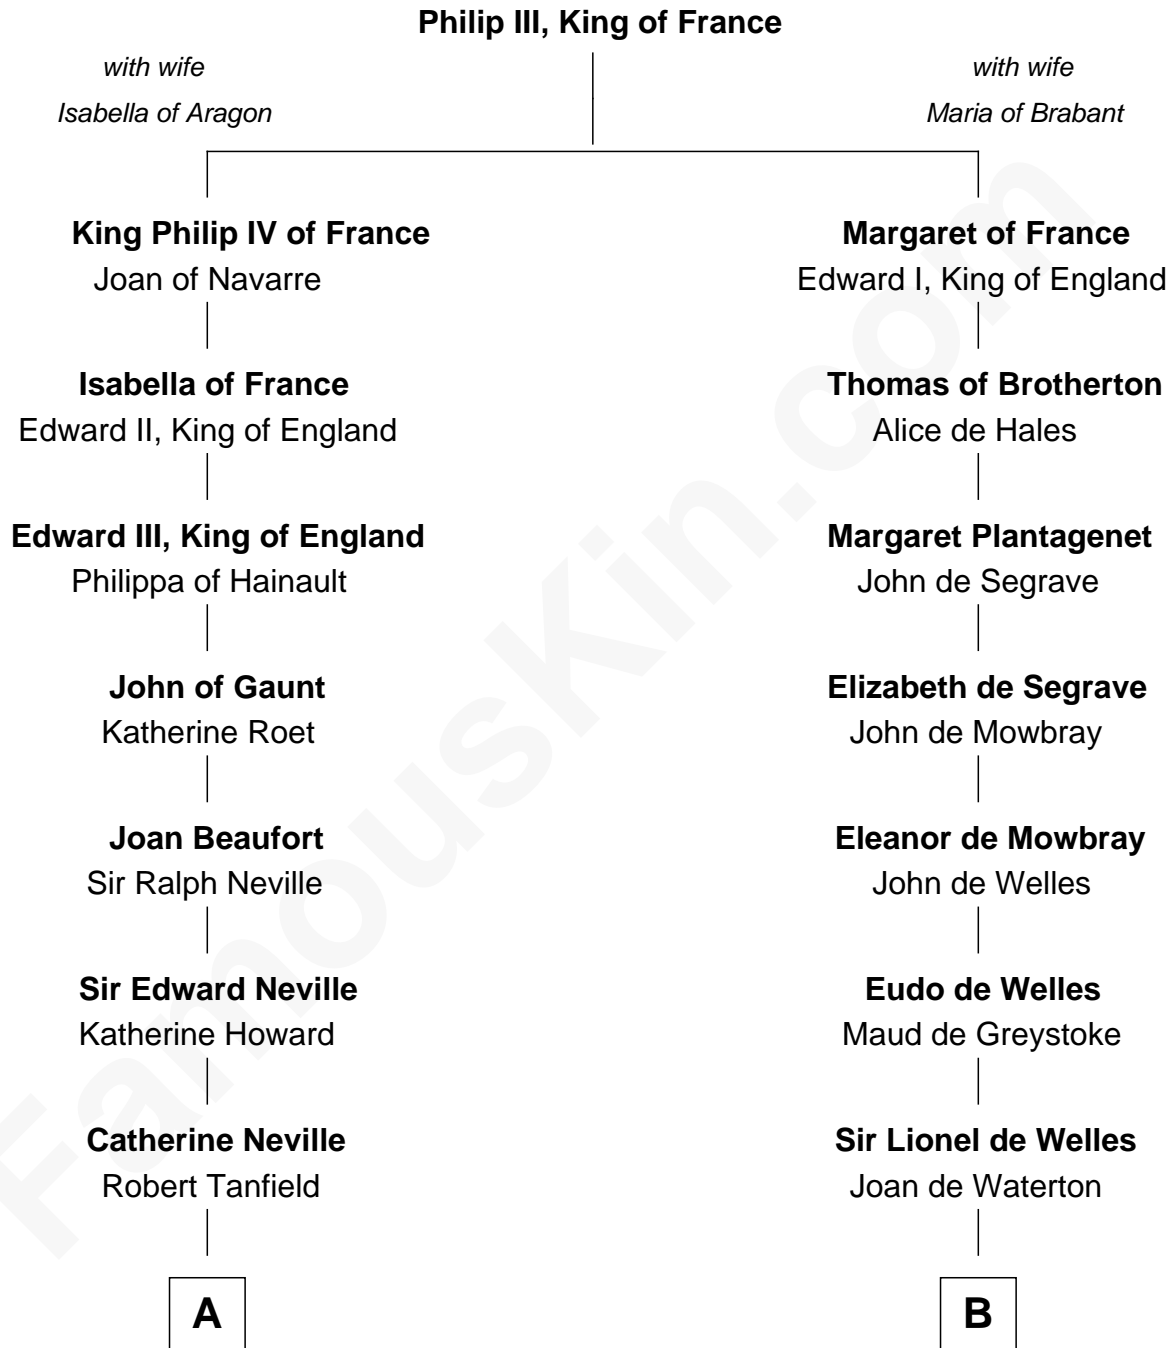 Philip III, King of France
with wife
Isabella of Aragon
with wife
Maria of Brabant
King Philip IV of France
Joan of Navarre
Margaret of France
Edward I, King of England
Isabella of France
Edward II, King of England
Thomas of Brotherton
Alice de Hales
Edward III, King of England
Philippa of Hainault
Margaret Plantagenet
John de Segrave
John of Gaunt
Katherine Roet
Elizabeth de Segrave
John de Mowbray
Joan Beaufort
Sir Ralph Neville
Eleanor de Mowbray
John de Welles
Sir Edward Neville
Katherine Howard
Eudo de Welles
Maud de Greystoke
Catherine Neville
Robert Tanfield
Sir Lionel de Welles
Joan de Waterton
A
B
FamousKin.com